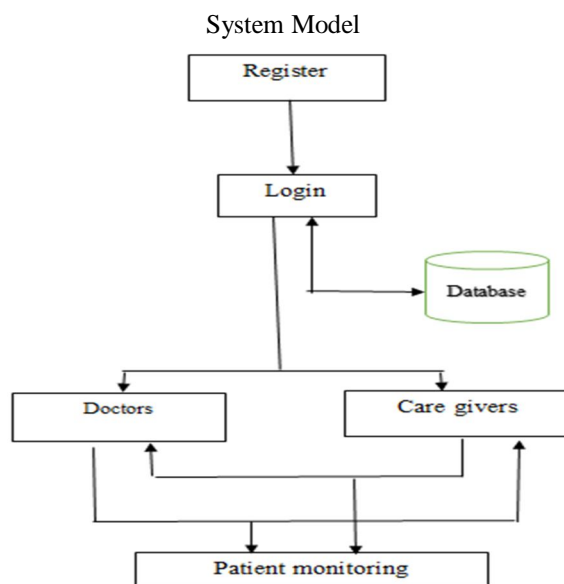 System Model
Register
Login
Database
Doctors
Care givers
Patient monitoring